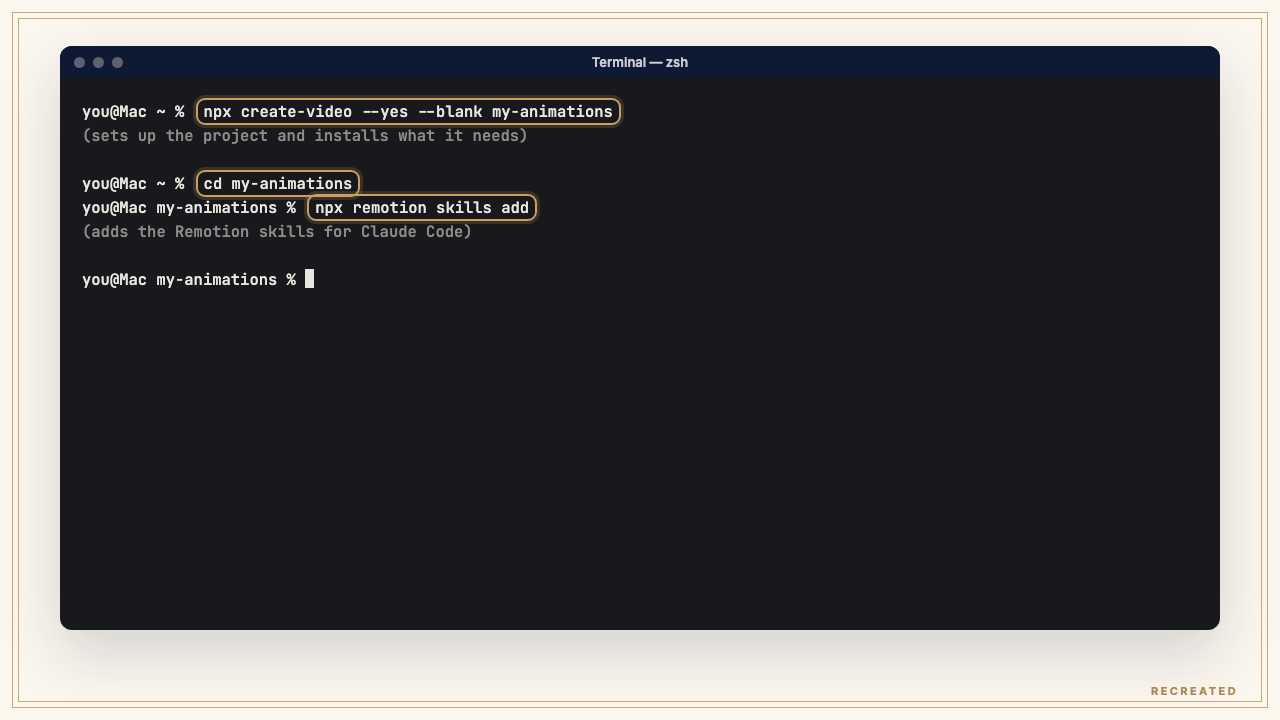 Terminal — zsh
you@Mac ~ % npx create-video --yes --blank my-animations
(sets up the project and installs what it needs)
you@Mac ~ % cd my-animations
you@Mac my-animations % npx remotion skills add
(adds the Remotion skills for Claude Code)
you@Mac my-animations %
RECREATED